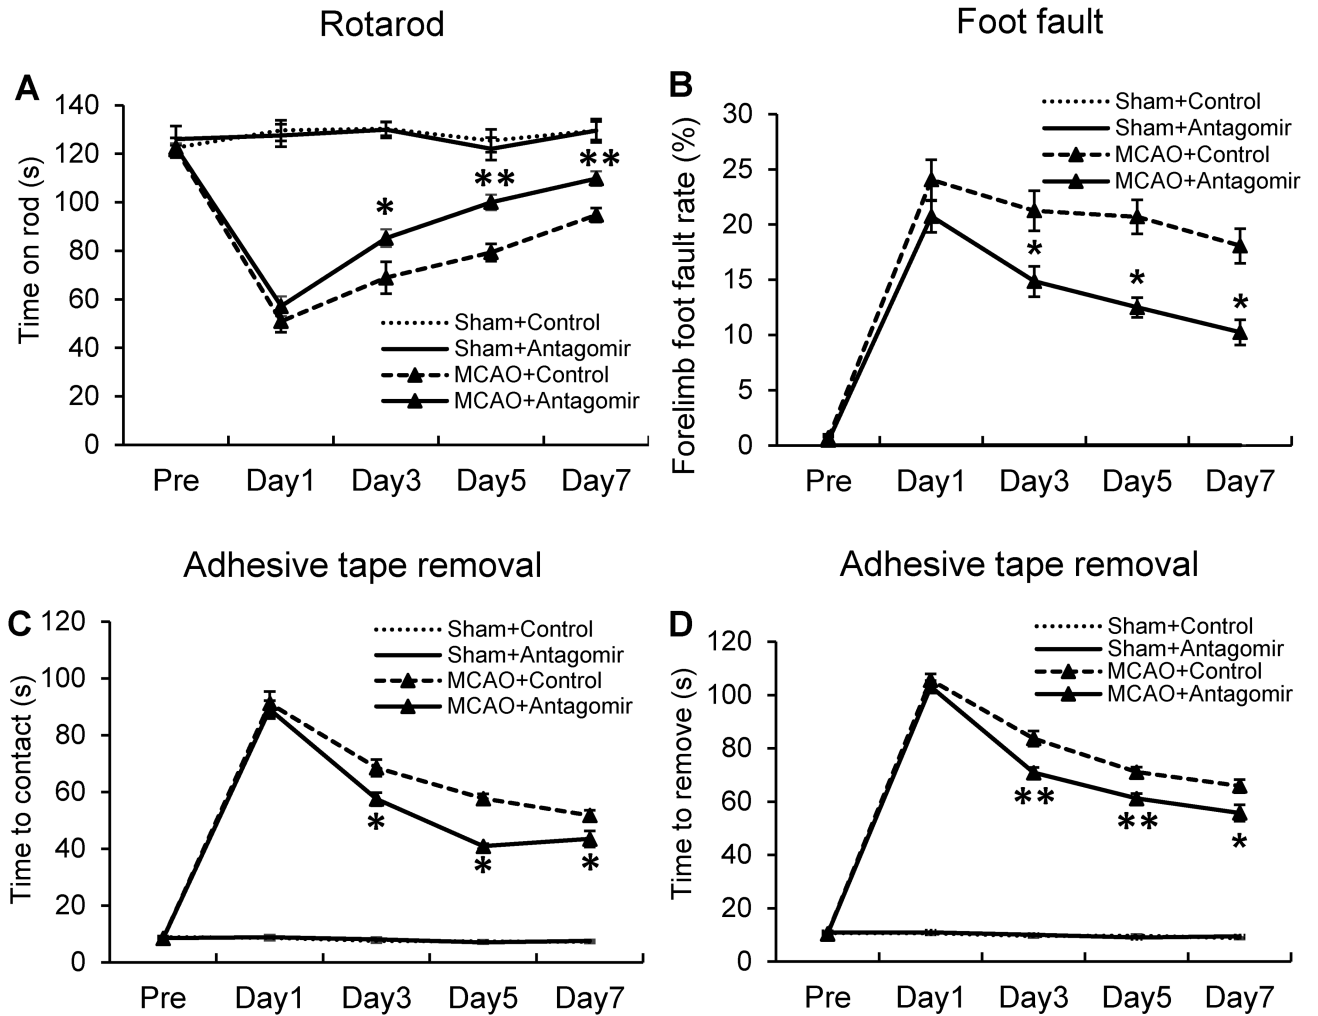 Rotarod
Foot fault
A
Time on rod (s)
140
120
100
80
60
40
20
0
*
**
**
Sham+Control
Sham+Antagomir
MCAO+Control
MCAO+Antagomir
Pre Day1 Day3 Day5 Day7
B
Forelimb foot fault rate (%)
30
25
20
15
10
5
0
Sham+Control
Sham+Antagomir
MCAO+Control
MCAO+Antagomir
*
*
*
Pre Day1 Day3 Day5 Day7
Adhesive tape removal
Adhesive tape removal
C
Time to contact (s)
120
100
80
60
40
20
0
Sham+Control
Sham+Antagomir
MCAO+Control
MCAO+Antagomir
*
*
*
Pre Day1 Day3 Day5 Day7
D
Time to remove (s)
120
100
80
60
40
20
0
Sham+Control
Sham+Antagomir
MCAO+Control
MCAO+Antagomir
**
**
*
Pre Day1 Day3 Day5 Day7